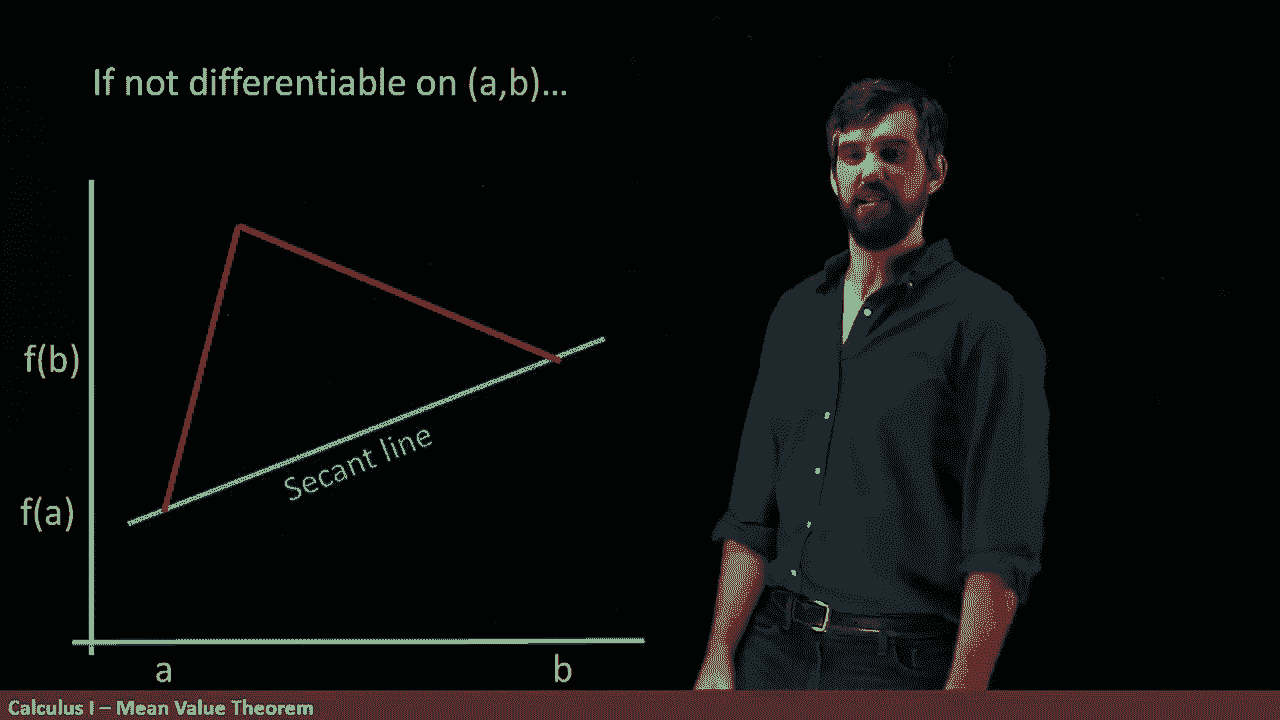 If not differentiable on (a,b)...
f(b)
Secant line
f(a)
a b
Calculus I – Mean Value Theorem